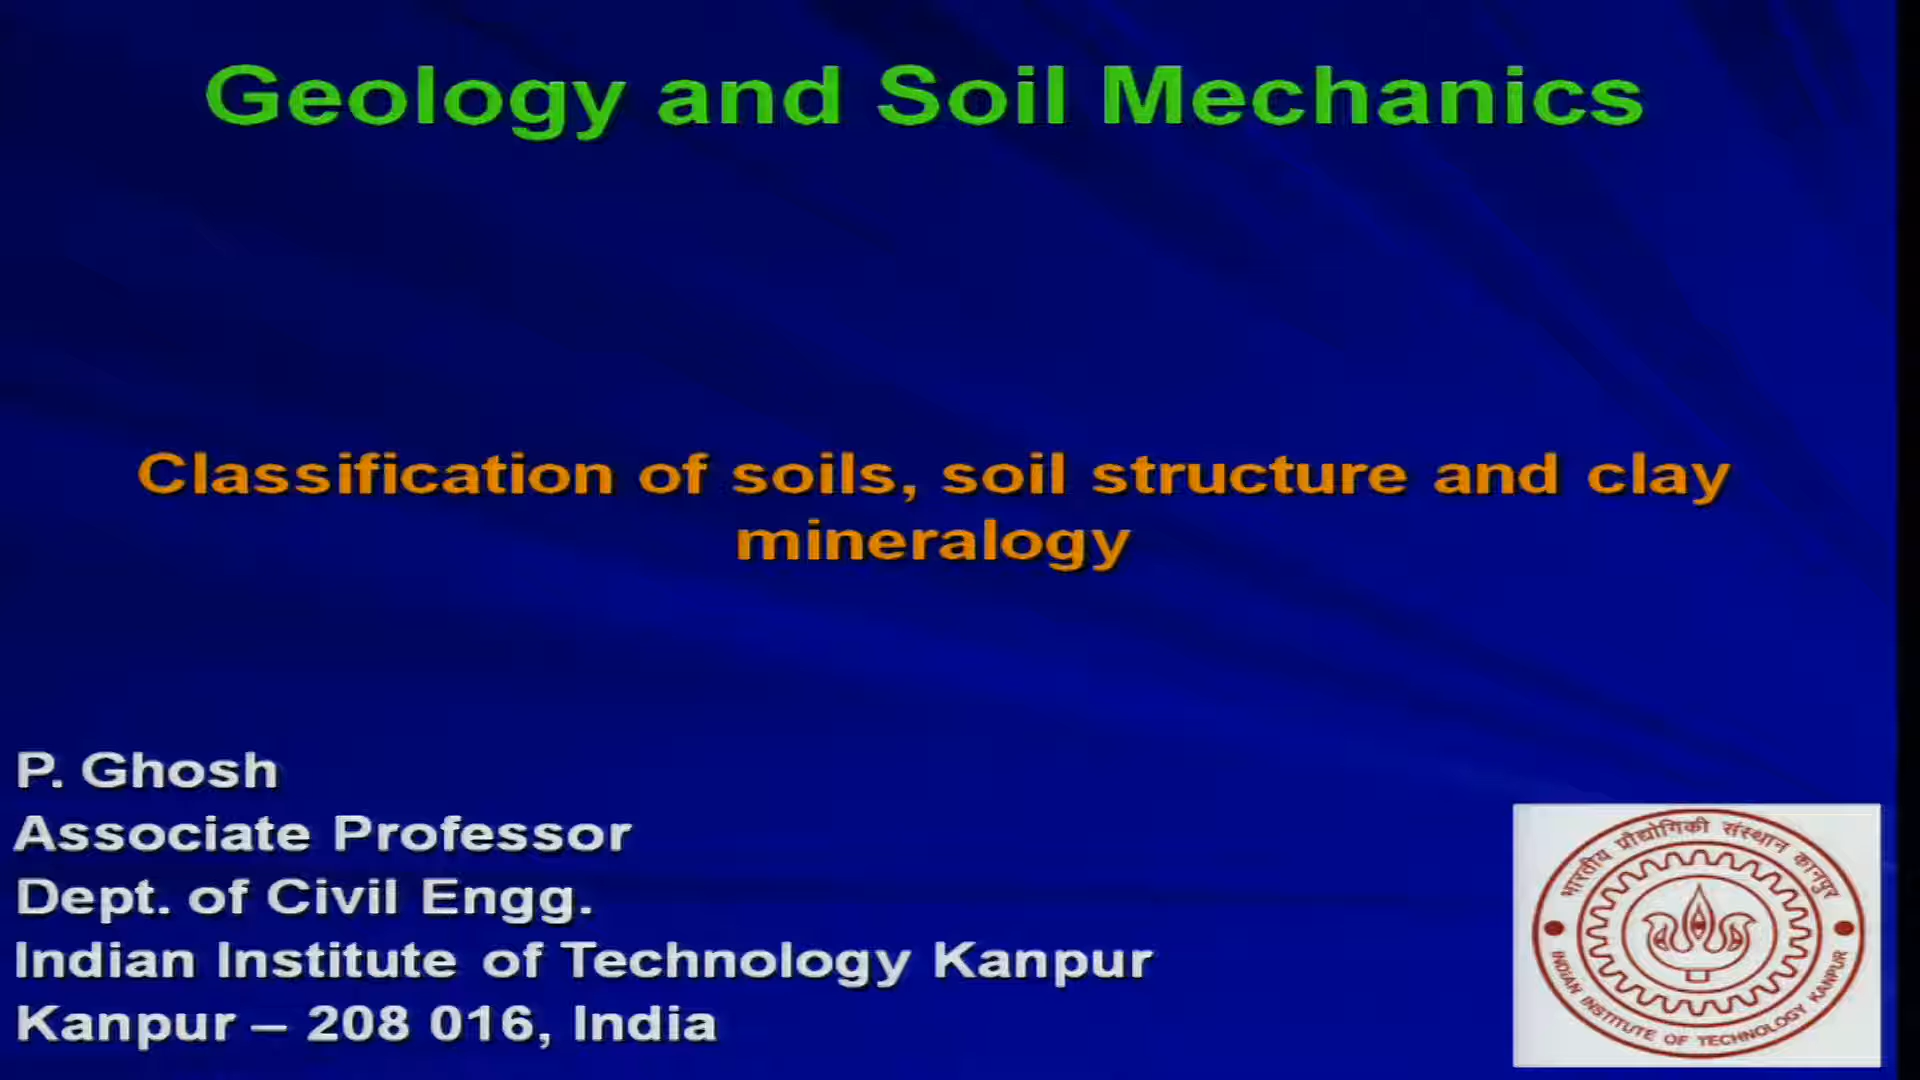 Geology and Soil Mechanics
Classification of soils, soil structure and clay
mineralogy
P. Ghosh
Associate Professor
Dept. of Civil Engg.
Indian Institute of Technology Kanpur
Kanpur – 208 016, India
भारतीय प्रौद्योगिकी संस्थान कानपुर
INDIAN INSTITUTE OF TECHNOLOGY KANPUR